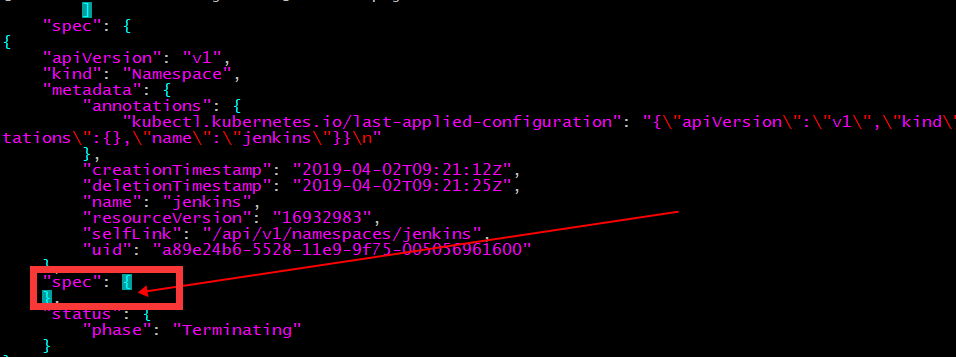 ]
"spec": {
{
"apiVersion": "v1",
"kind": "Namespace",
"metadata": {
"annotations": {
"kubectl.kubernetes.io/last-applied-configuration": "{\"apiVersion\":\"v1\",\"kind\
tations\":{},\"name\":\"jenkins\"}}\n"
},
"creationTimestamp": "2019-04-02T09:21:12Z",
"deletionTimestamp": "2019-04-02T09:21:25Z",
"name": "jenkins",
"resourceVersion": "16932983",
"selfLink": "/api/v1/namespaces/jenkins",
"uid": "a89e24b6-5528-11e9-9f75-005056961600"
},
"spec": {
},
"status": {
"phase": "Terminating"
}